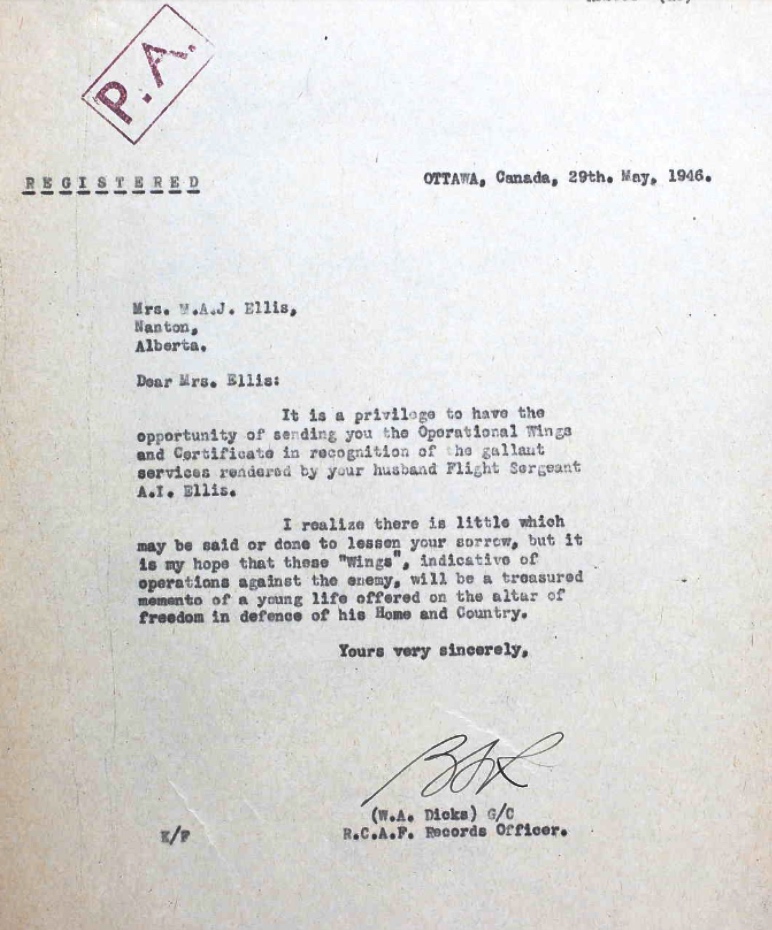 P.A.
REGISTERED
OTTAWA, Canada, 29th. May, 1946.
Mrs. W.A.J. Ellis,
Nanton,
Alberta.
Dear Mrs. Ellis:
It is a privilege to have the
opportunity of sending you the Operational Wings
and Certificate in recognition of the gallant
services rendered by your husband Flight Sergeant
A.I. Ellis.
I realize there is little which
may be said or done to lessen your sorrow, but it
is my hope that these "Wings", indicative of
operations against the enemy, will be a treasured
memento of a young life offered on the altar of
freedom in defence of his Home and Country.
Yours very sincerely,
(W.A. Dicks) G/C
R.C.A.F. Records Officer.
K/F